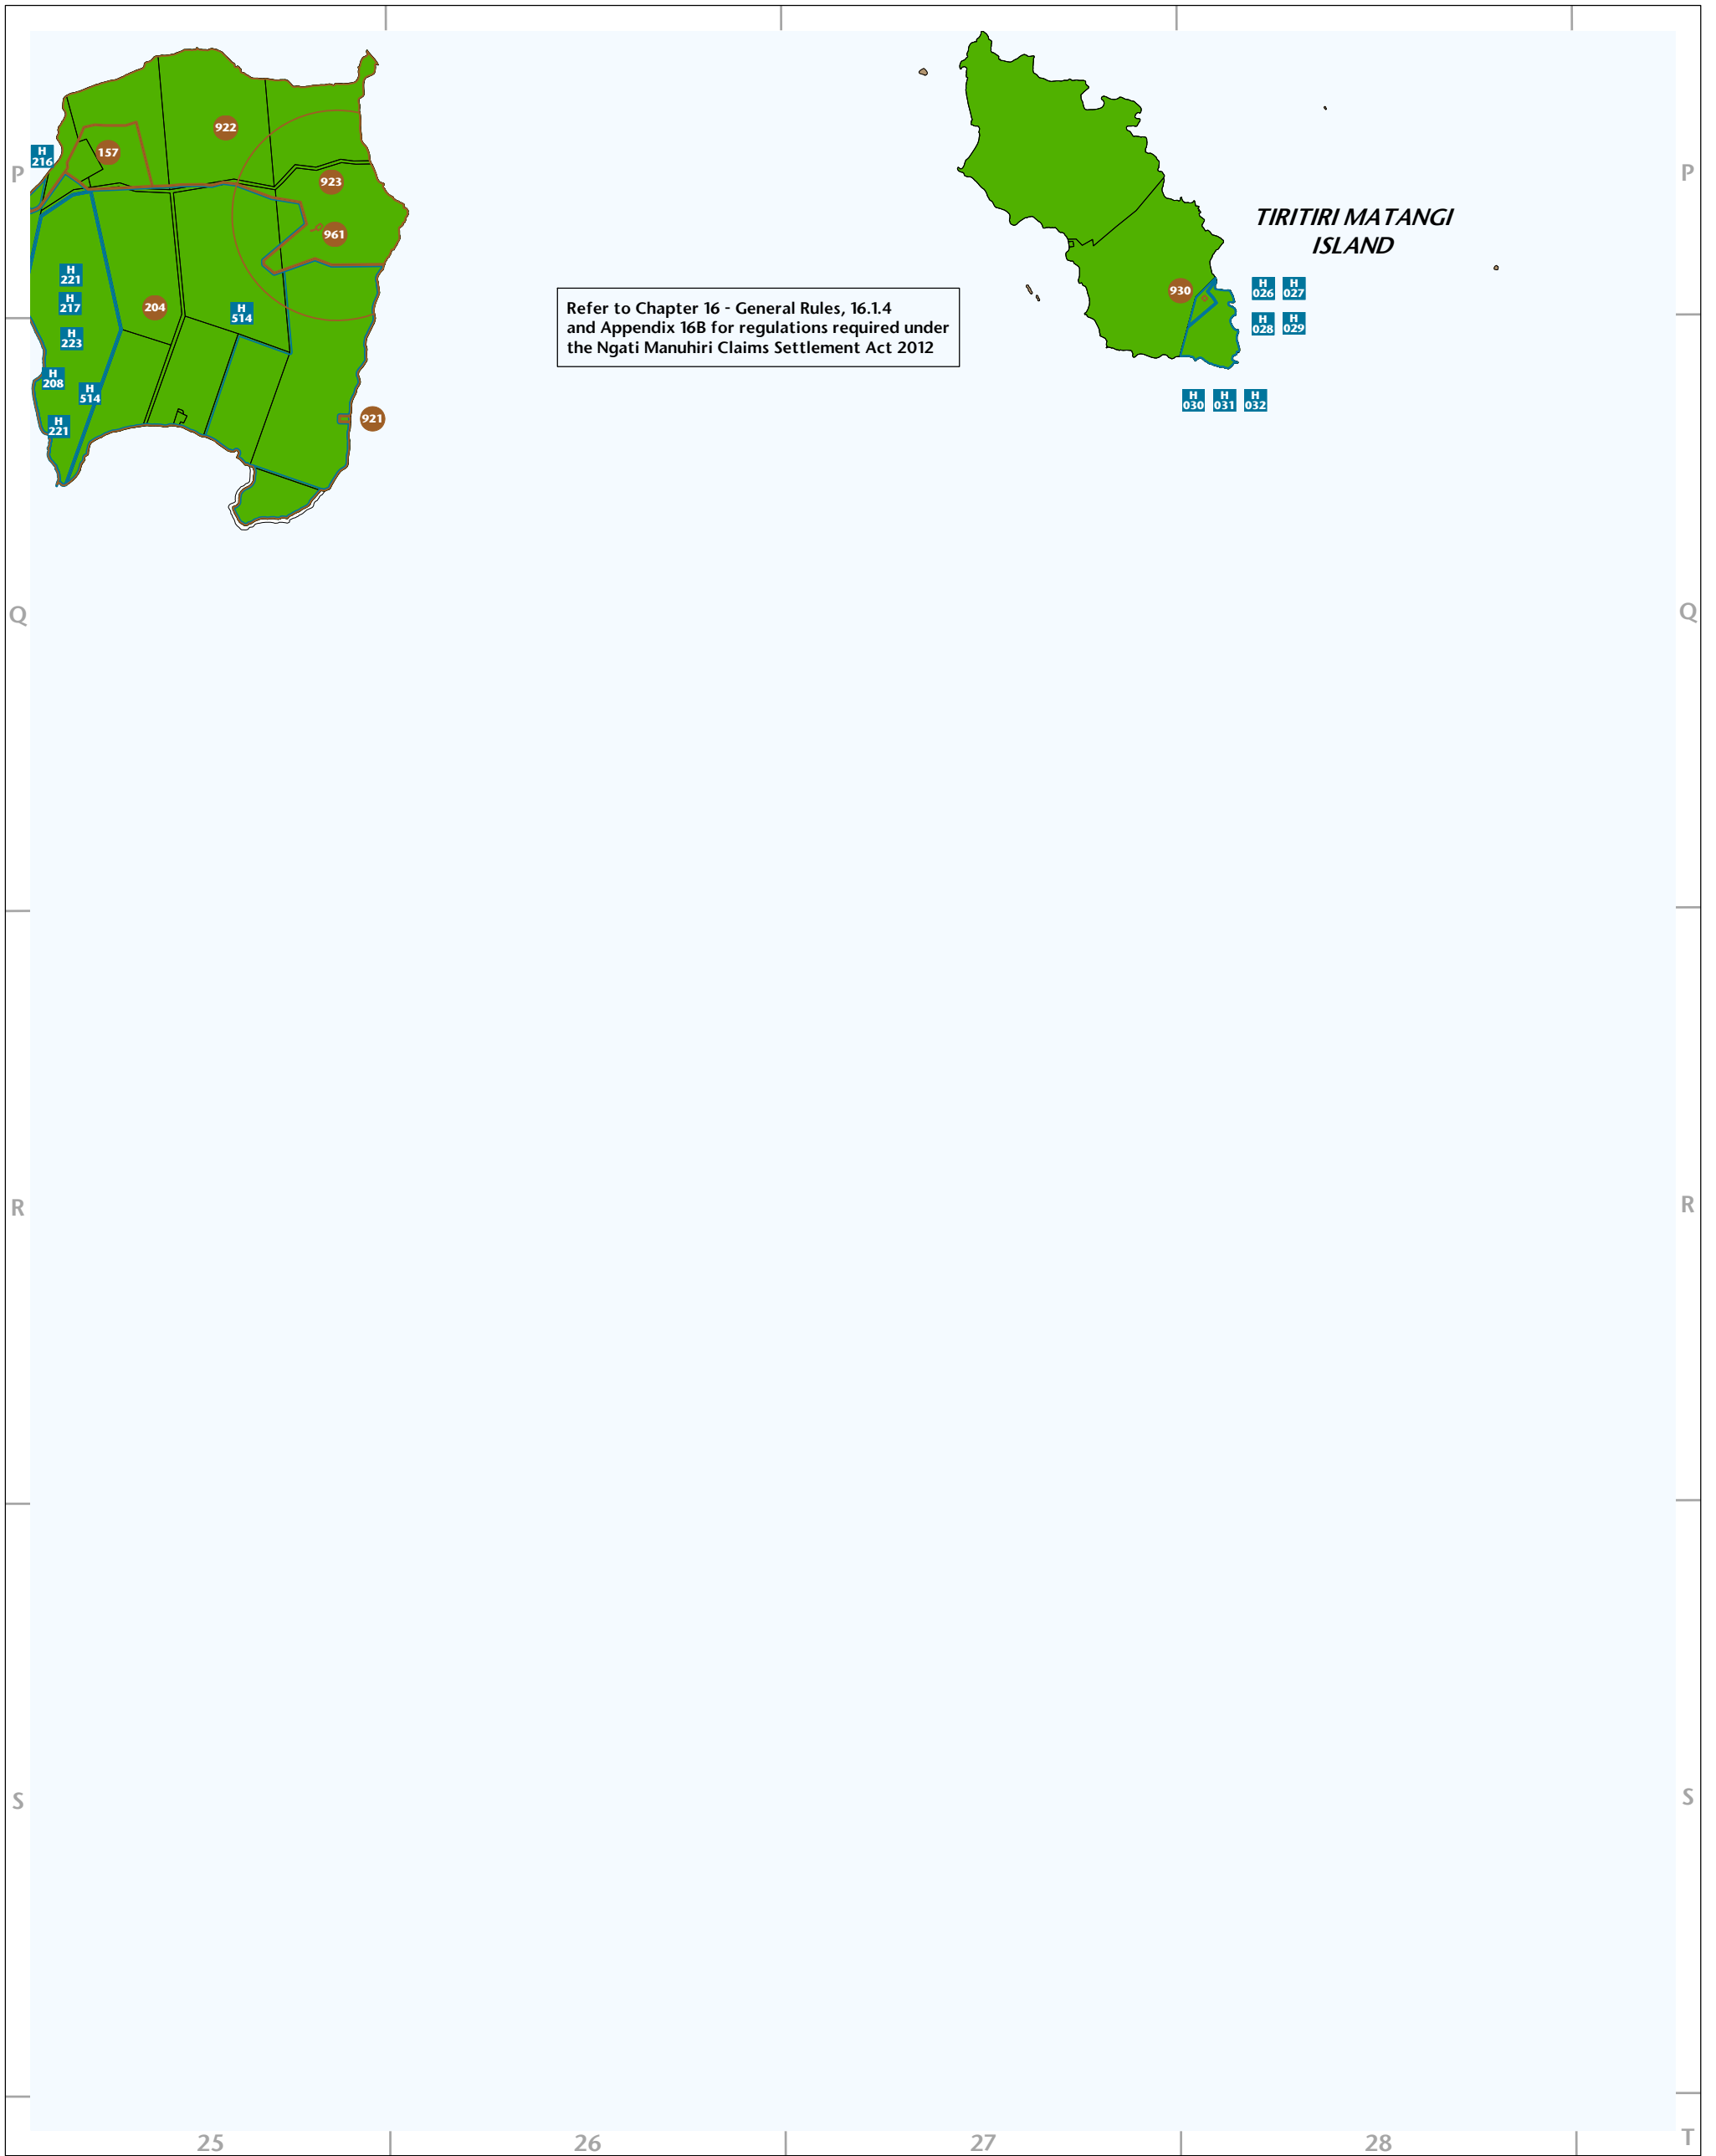 922
H
216
157
P
P
923
TIRITIRI MATANGI
ISLAND
961
H
221
H
217
204
H
514
H
223
Refer to Chapter 16 - General Rules, 16.1.4
and Appendix 16B for regulations required under
the Ngati Manuhiri Claims Settlement Act 2012
930
H
026
H
027
H
028
H
029
H
208
H
514
H
221
921
H
030
H
031
H
032
Q
Q
R
R
S
S
25
26
27
28
T